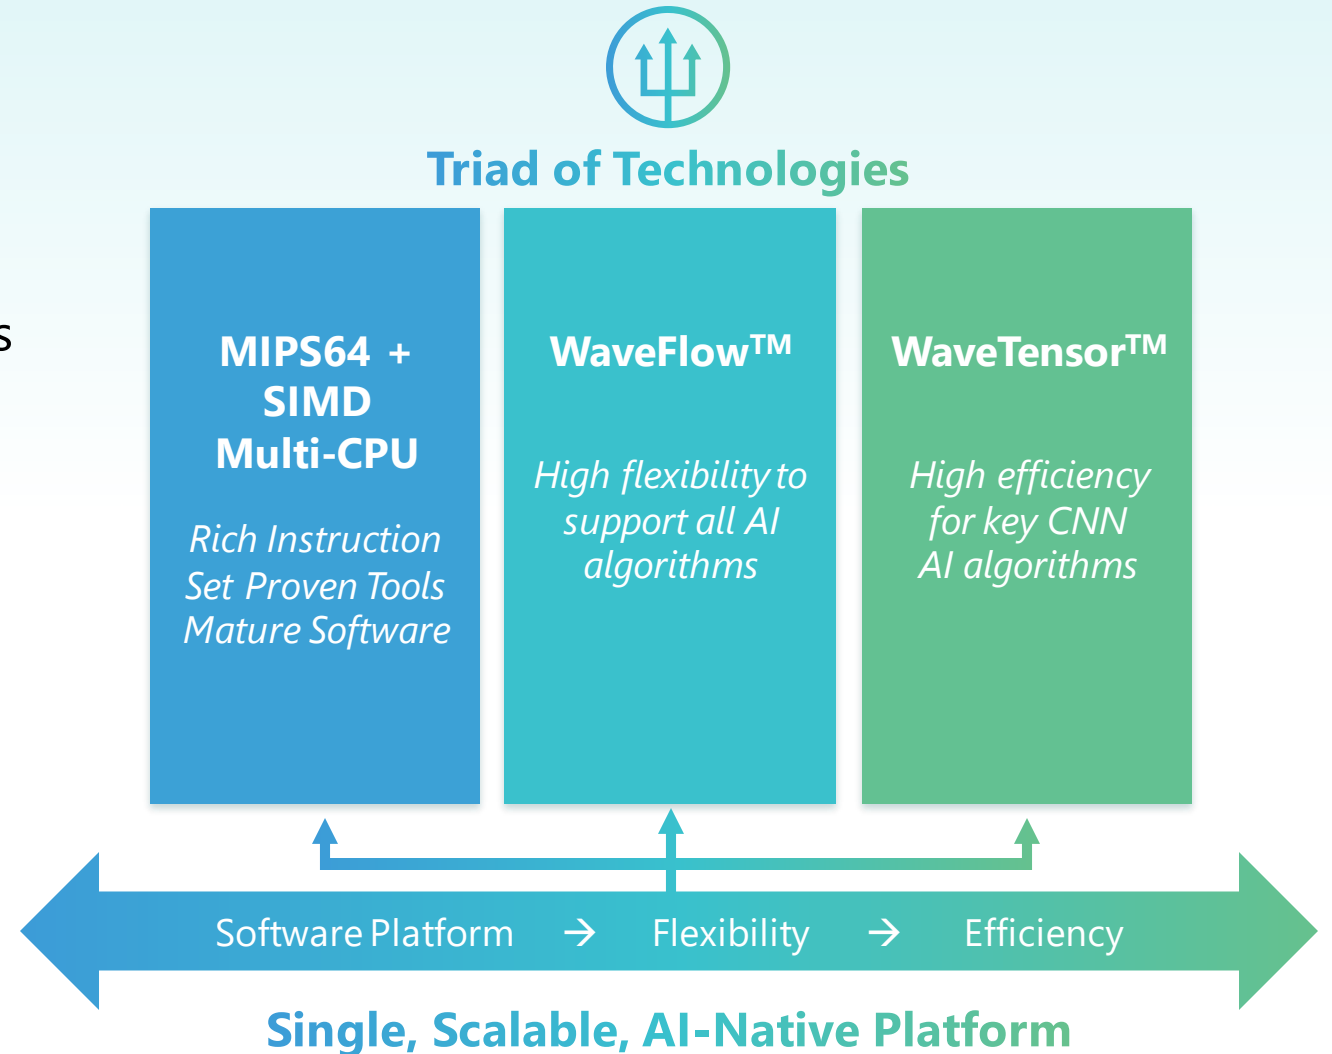 Triad of Technologies
s
MIPS64 +
SIMD
Multi-CPU
Rich Instruction
Set Proven Tools
Mature Software
WaveFlow™
High flexibility to
support all AI
algorithms
WaveTensor™
High efficiency
for key CNN
AI algorithms
Software Platform → Flexibility → Efficiency
Single, Scalable, AI-Native Platform